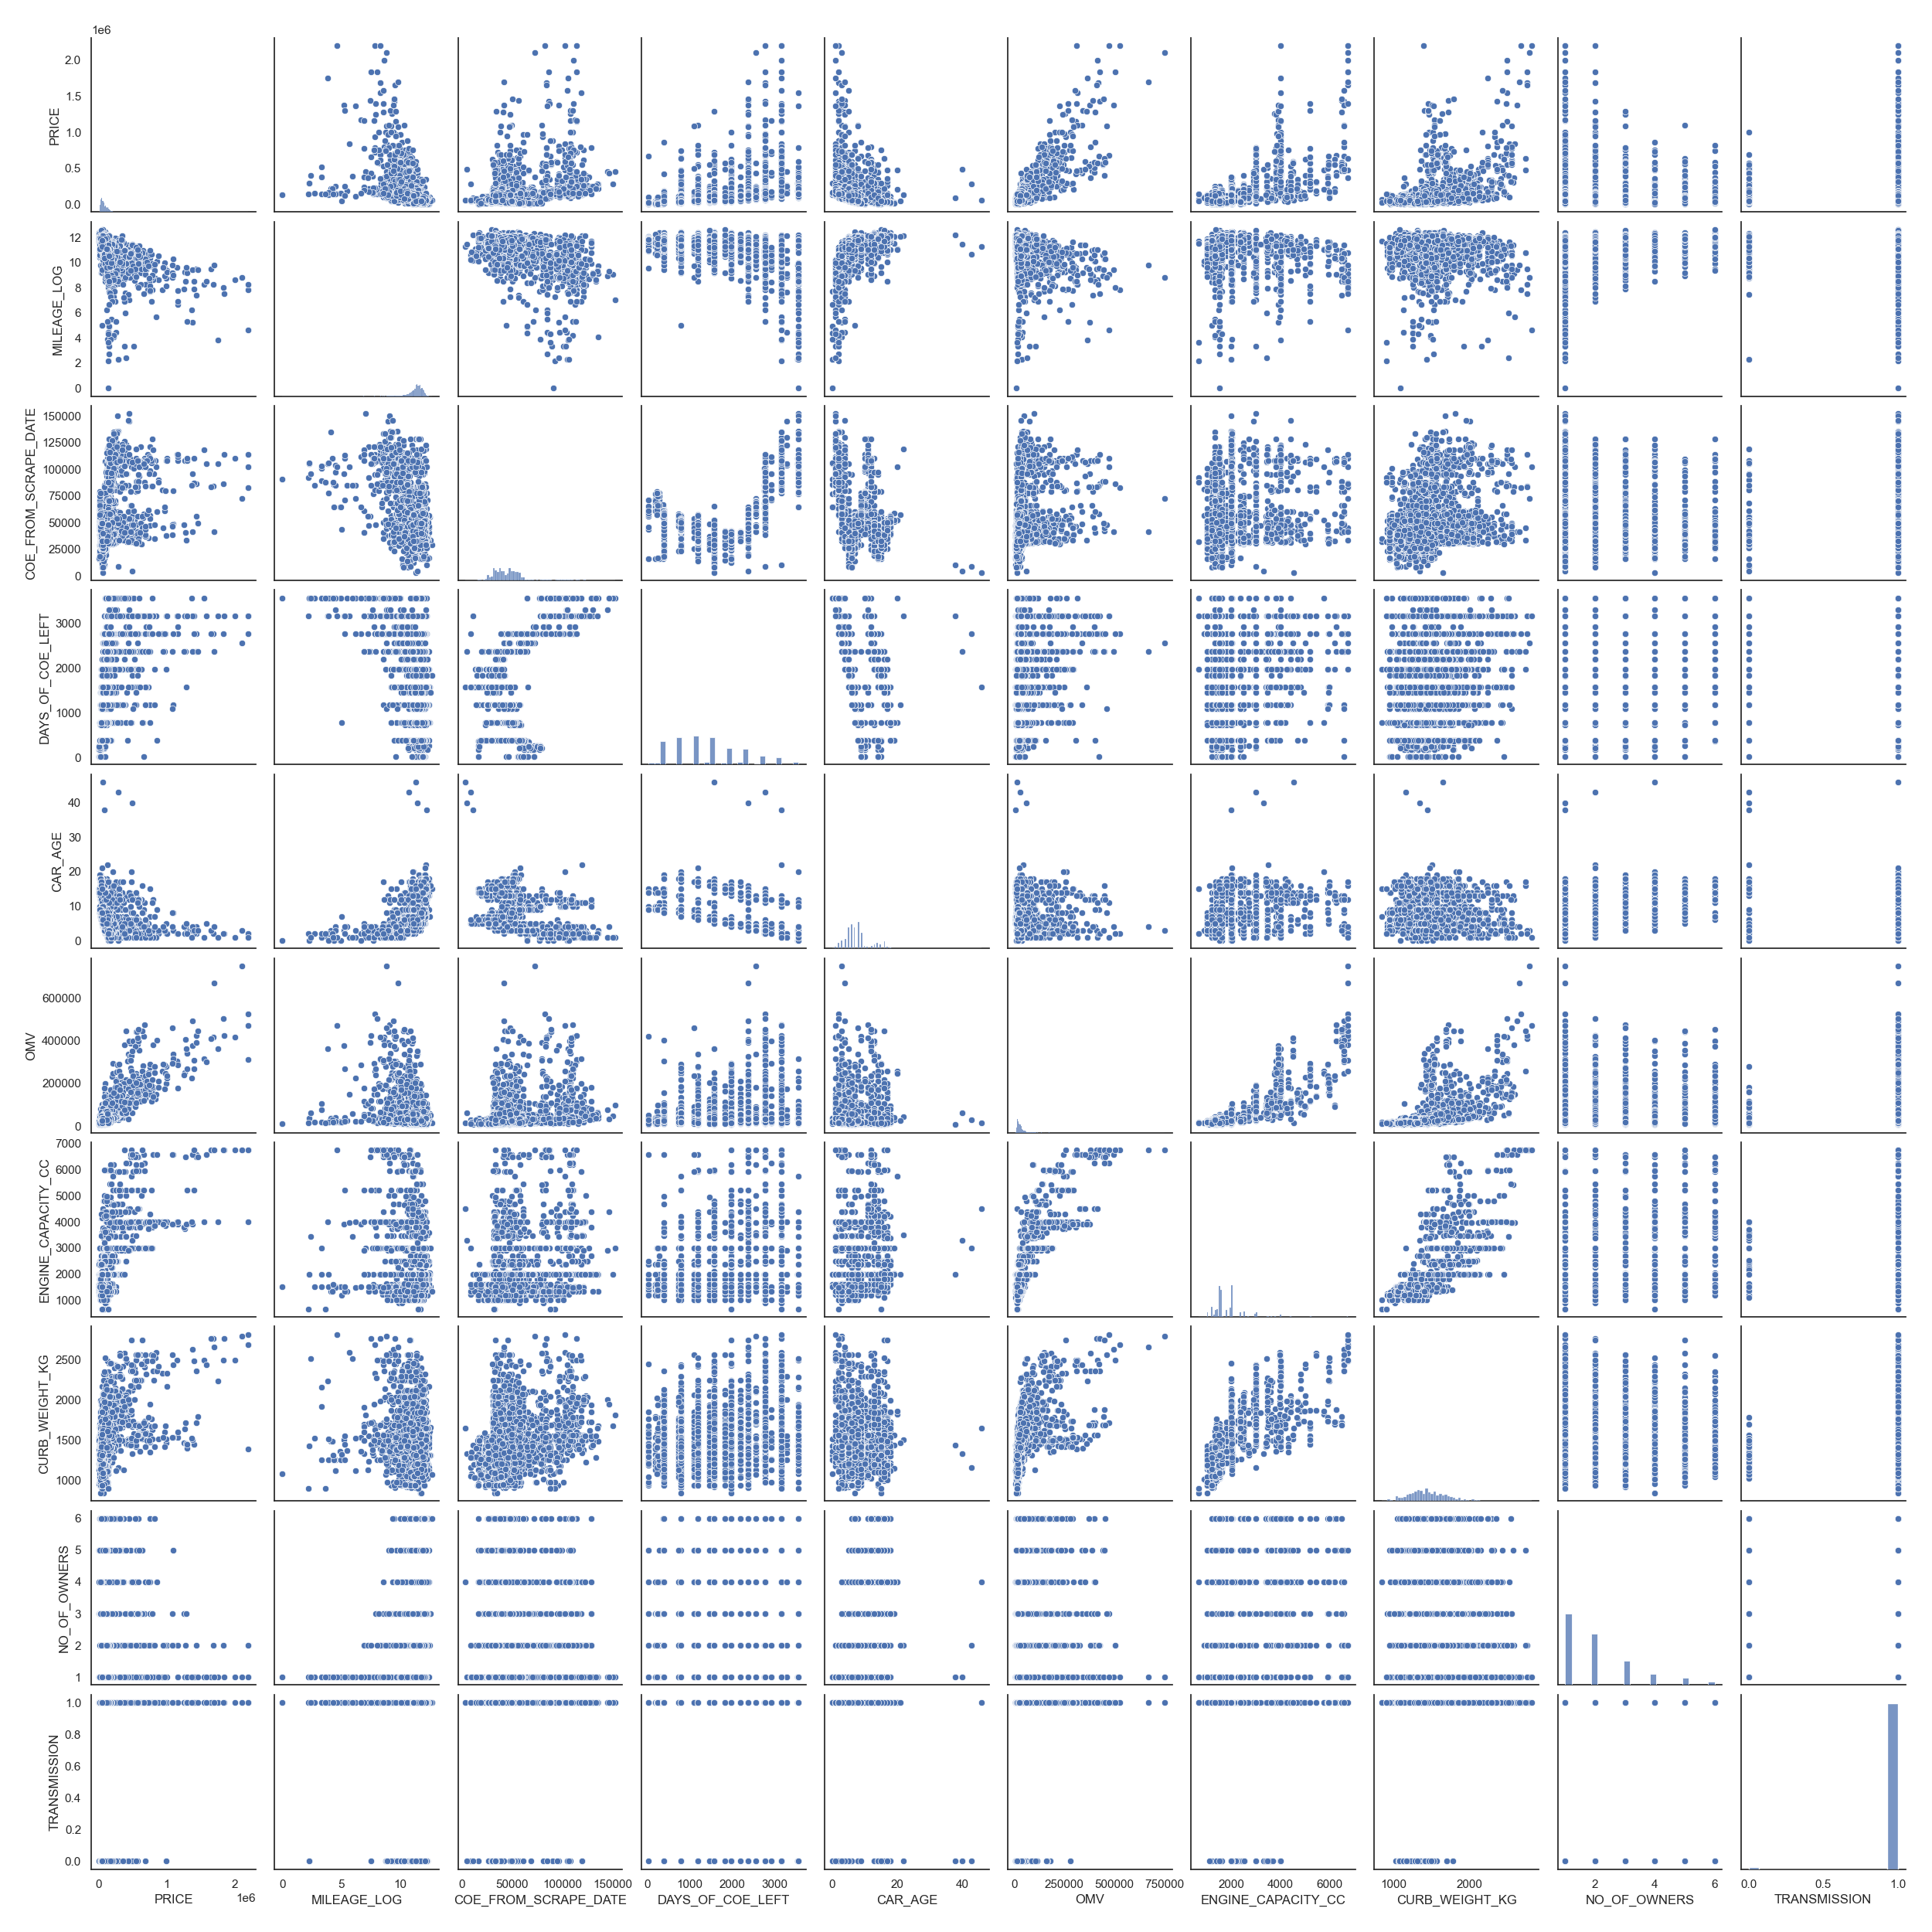 1e6
2.0
1.5
1.0
0.5
0.0
PRICE
12
10
8
6
4
2
0
MILEAGE_LOG
150000
125000
100000
75000
50000
25000
0
COE_FROM_SCRAPE_DATE
3000
2000
1000
0
DAYS_OF_COE_LEFT
40
30
20
10
0
CAR_AGE
600000
400000
200000
0
OMV
7000
6000
5000
4000
3000
2000
1000
ENGINE_CAPACITY_CC
2500
2000
1500
1000
CURB_WEIGHT_KG
6
5
4
3
2
1
NO_OF_OWNERS
1.0
0.8
0.6
0.4
0.2
0.0
TRANSMISSION
0 1 2
1e6
PRICE
0 5 10
MILEAGE_LOG
0 50000 100000 150000
COE_FROM_SCRAPE_DATE
0 1000 2000 3000
DAYS_OF_COE_LEFT
0 20 40
CAR_AGE
0 250000 500000 750000
OMV
2000 4000 6000
ENGINE_CAPACITY_CC
1000 2000
CURB_WEIGHT_KG
2 4 6
NO_OF_OWNERS
0.0 0.5 1.0
TRANSMISSION